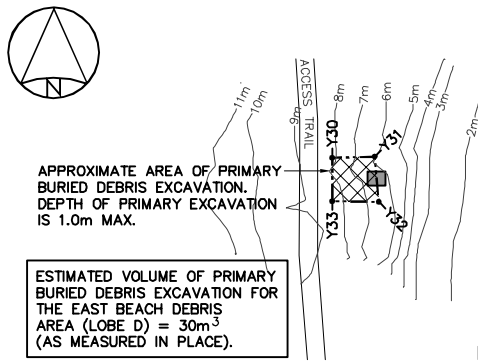 N
11m
10m
9m
ACCESS TRAIL
8m
7m
6m
5m
4m
3m
2m
Y30
Y31
Y33
Y32
APPROXIMATE AREA OF PRIMARY
BURIED DEBRIS EXCAVATION.
DEPTH OF PRIMARY EXCAVATION
IS 1.0m MAX.
ESTIMATED VOLUME OF PRIMARY
BURIED DEBRIS EXCAVATION FOR
THE EAST BEACH DEBRIS
AREA (LOBE D) = 30m³
(AS MEASURED IN PLACE).